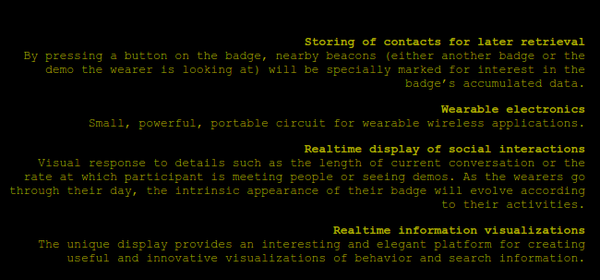 Storing of contacts for later retrieval
By pressing a button on the badge, nearby beacons (either another badge or the
demo the wearer is looking at) will be specially marked for interest in the
badge's accumulated data.
Wearable electronics
Small, powerful, portable circuit for wearable wireless applications.
Realtime display of social interactions
Visual response to details such as the length of current conversation or the
rate at which participant is meeting people or seeing demos. As the wearers go
through their day, the intrinsic appearance of their badge will evolve according
to their activities.
Realtime information visualizations
The unique display provides an interesting and elegant platform for creating
useful and innovative visualizations of behavior and search information.